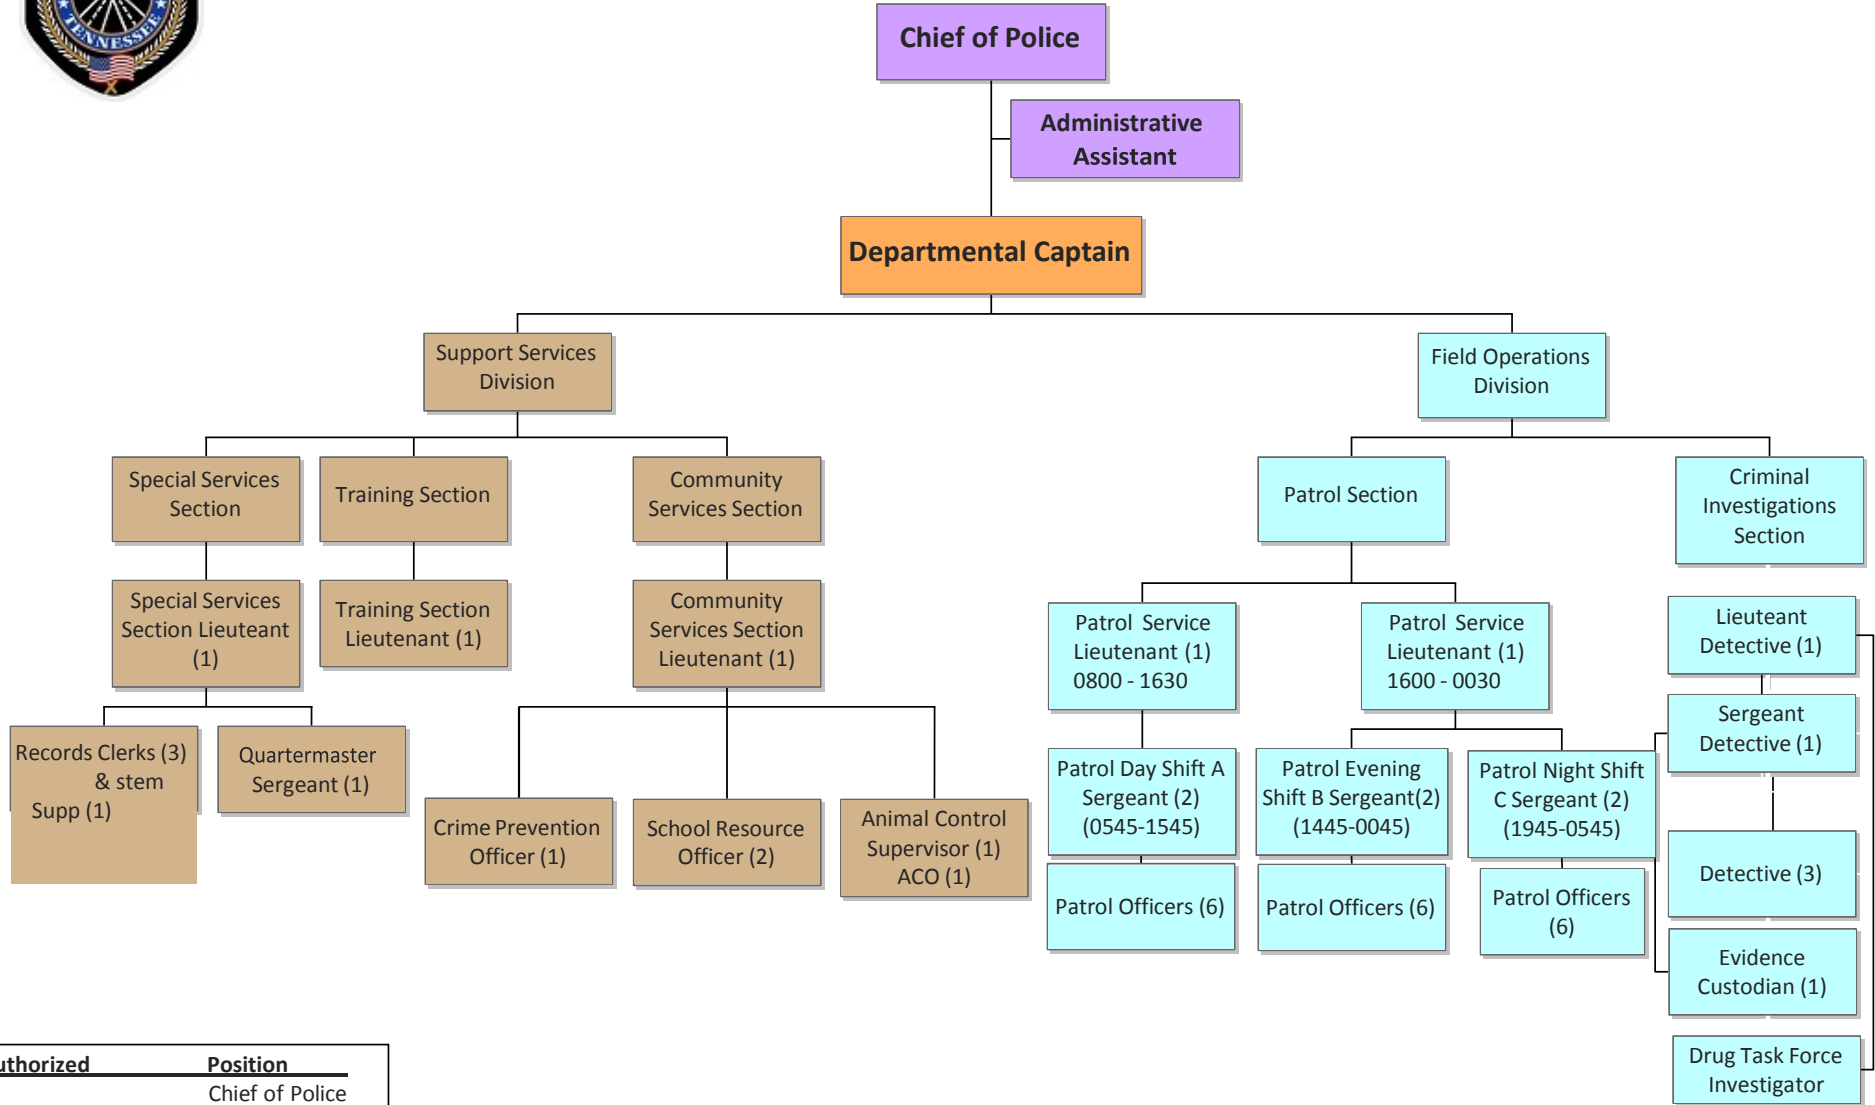 TENNESSEE
Chief of Police
Administrative
Assistant
Departmental Captain
Support Services
Division
Field Operations
Division
Special Services
Section
Training Section
Community
Services Section
Patrol Section
Criminal
Investigations
Section
Special Services
Section Lieuteant
(1)
Training Section
Lieutenant (1)
Community
Services Section
Lieutenant (1)
Patrol Service
Lieutenant (1)
0800 - 1630
Patrol Service
Lieutenant (1)
1600 - 0030
Lieuteant
Detective (1)
Sergeant
Detective (1)
Records Clerks (3)
& stem
Supp (1)
Quartermaster
Sergeant (1)
Crime Prevention
Officer (1)
School Resource
Officer (2)
Animal Control
Supervisor (1)
ACO (1)
Patrol Day Shift A
Sergeant (2)
(0545-1545)
Patrol Evening
Shift B Sergeant(2)
(1445-0045)
Patrol Night Shift
C Sergeant (2)
(1945-0545)
Detective (3)
Patrol Officers (6)
Patrol Officers (6)
Patrol Officers
(6)
Evidence
Custodian (1)
Drug Task Force
Investigator
uthorized Position
Chief of Police